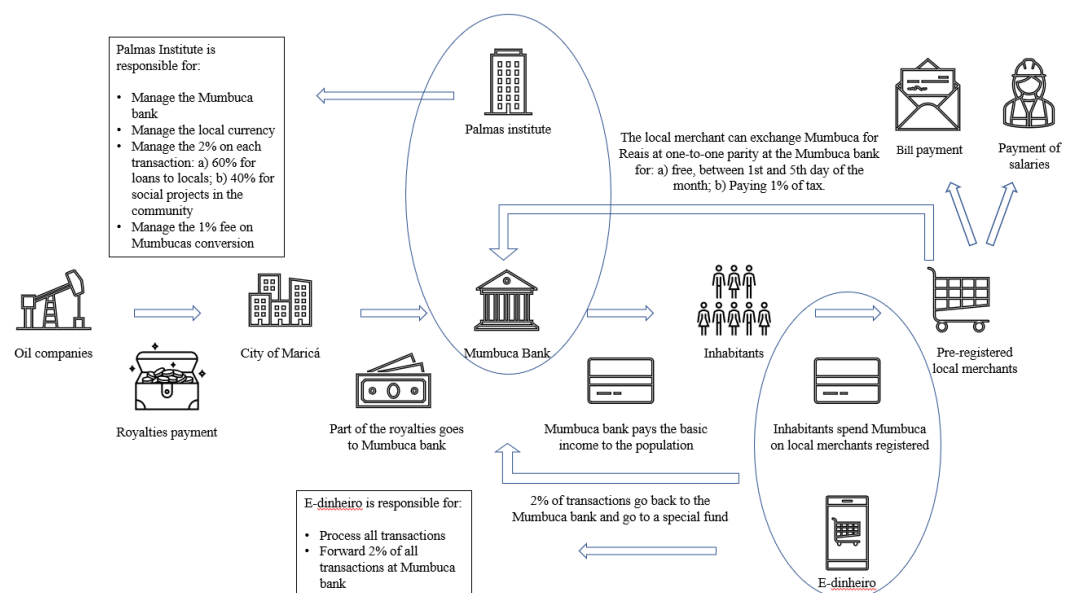 Palmas Institute is
responsible for:
• Manage the Mumbuca
bank
• Manage the local currency
• Manage the 2% on each
transaction: a) 60% for
loans to locals; b) 40% for
social projects in the
community
• Manage the 1% fee on
Mumbucas conversion
Palmas institute
The local merchant can exchange Mumbuca for
Reais at one-to-one parity at the Mumbuca bank
for: a) free, between 1st and 5th day of the
month; b) Paying 1% of tax.
Bill payment
Payment of
salaries
Oil companies
City of Maricá
Mumbuca Bank
Inhabitants
Pre-registered
local merchants
Royalties payment
Part of the royalties goes
to Mumbuca bank
Mumbuca bank pays the basic
income to the population
Inhabitants spend Mumbuca
on local merchants registered
E-dinheiro is responsible for:
• Process all transactions
• Forward 2% of all
transactions at Mumbuca
bank
2% of transactions go back to the
Mumbuca bank and go to a special fund
E-dinheiro